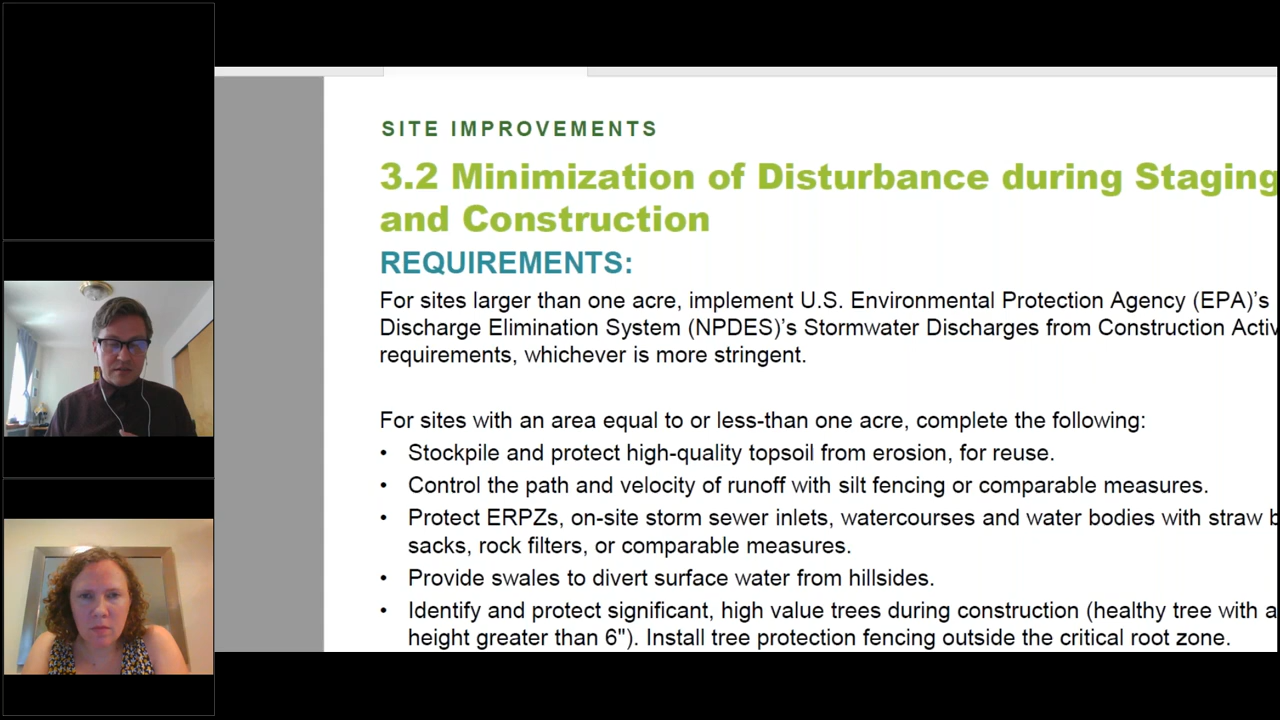 SITE IMPROVEMENTS
3.2 Minimization of Disturbance during Staging
and Construction
REQUIREMENTS:
For sites larger than one acre, implement U.S. Environmental Protection Agency (EPA)'s
Discharge Elimination System (NPDES)'s Stormwater Discharges from Construction Activ
requirements, whichever is more stringent.
For sites with an area equal to or less-than one acre, complete the following:
• Stockpile and protect high-quality topsoil from erosion, for reuse.
• Control the path and velocity of runoff with silt fencing or comparable measures.
• Protect ERPZs, on-site storm sewer inlets, watercourses and water bodies with straw b
sacks, rock filters, or comparable measures.
• Provide swales to divert surface water from hillsides.
• Identify and protect significant, high value trees during construction (healthy tree with a
height greater than 6"). Install tree protection fencing outside the critical root zone.